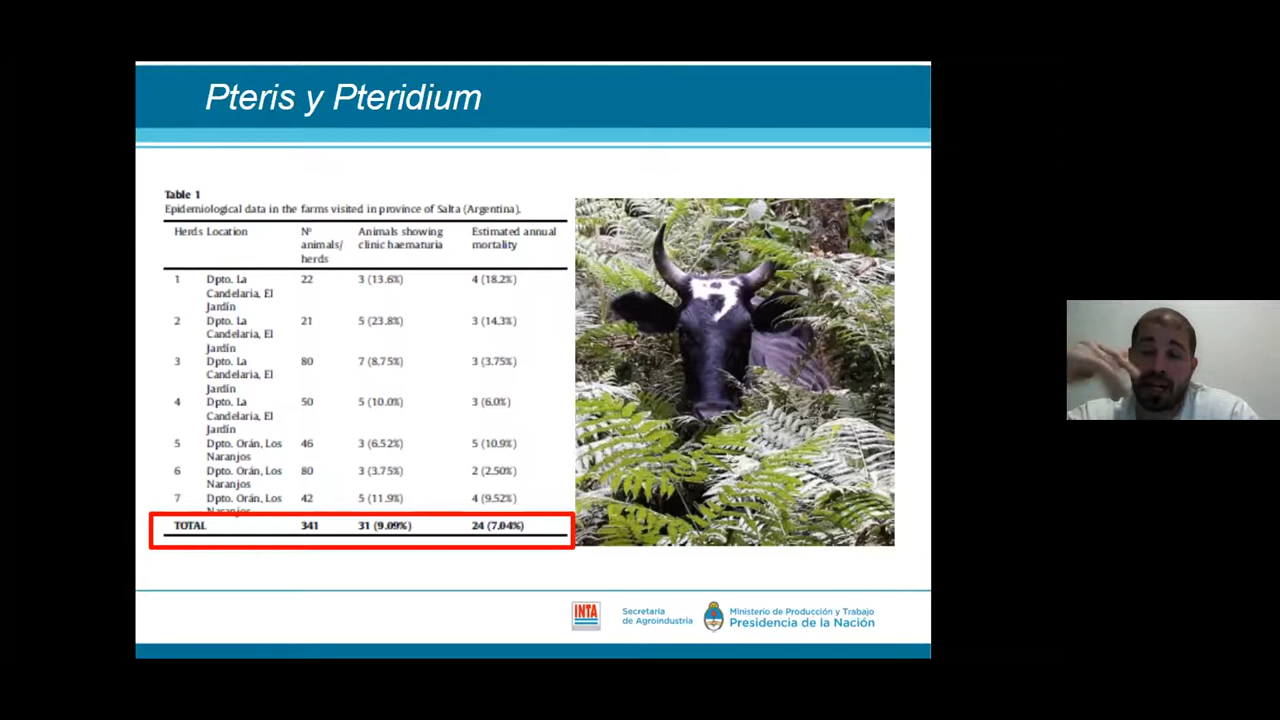 Pteris y Pteridium
Table 1
Epidemiological data in the farms visited in province of Salta (Argentina).
Herds Location N° animals/ herds Animals showing clinic haematuria Estimated annual mortality
1 Dpto. La Candelaria, El Jardín 22 3 (13.6%) 4 (18.2%)
2 Dpto. La Candelaria, El Jardín 21 5 (23.8%) 3 (14.3%)
3 Dpto. La Candelaria, El Jardín 80 7 (8.75%) 3 (3.75%)
4 Dpto. La Candelaria, El Jardín 50 5 (10.0%) 3 (6.0%)
5 Dpto. Orán, Los Naranjos 46 3 (6.52%) 5 (10.9%)
6 Dpto. Orán, Los Naranjos 80 3 (3.75%) 2 (2.50%)
7 Dpto. Orán, Los Naranjos 42 5 (11.9%) 4 (9.52%)
TOTAL 341 31 (9.09%) 24 (7.04%)
INTA
Secretaría
de Agroindustria
Ministerio de Producción y Trabajo
Presidencia de la Nación